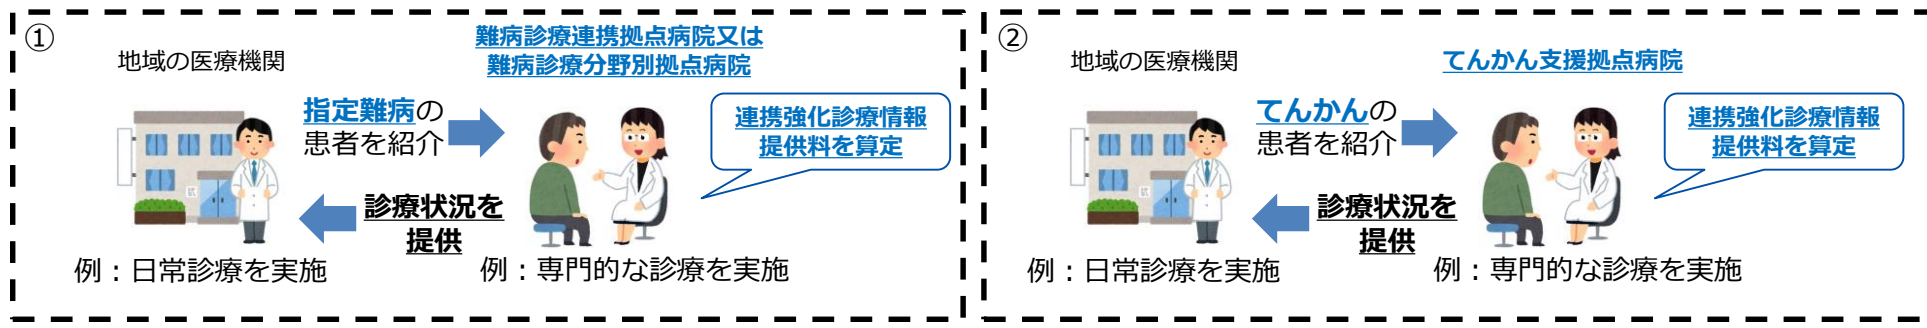 ①
地域の医療機関
難病診療連携拠点病院又は
難病診療分野別拠点病院
指定難病の
患者を紹介
連携強化診療情報
提供料を算定
診療状況を
提供
例：日常診療を実施
例：専門的な診療を実施
②
地域の医療機関
てんかん支援拠点病院
てんかんの
患者を紹介
連携強化診療情報
提供料を算定
診療状況を
提供
例：日常診療を実施
例：専門的な診療を実施